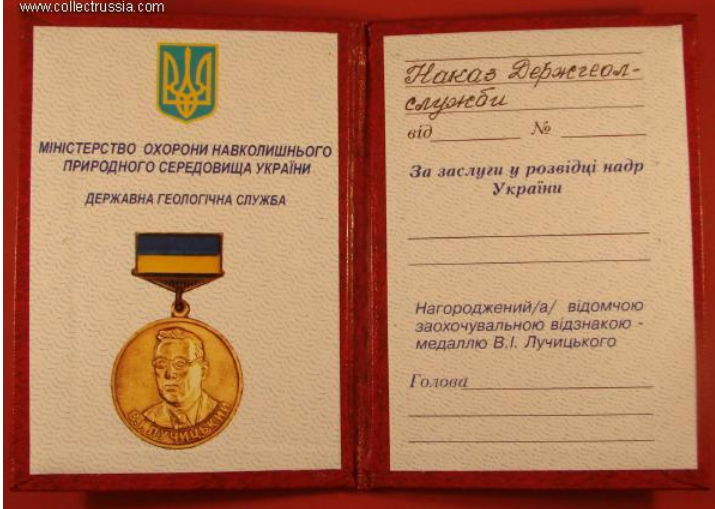 www.collectrussia.com
МІНІСТЕРСТВО ОХОРОНИ НАВКОЛИШНЬОГО
ПРИРОДНОГО СЕРЕДОВИЩА УКРАЇНИ
ДЕРЖАВНА ГЕОЛОГІЧНА СЛУЖБА
В.І. ЛУЧИЦЬКИЙ
Наказ Держгеол-
служби
від № 
За заслуги у розвідці надр
України
Нагороджений/а/ відомчою
заохочувальною відзнакою -
медаллю В.І. Лучицького
Голова